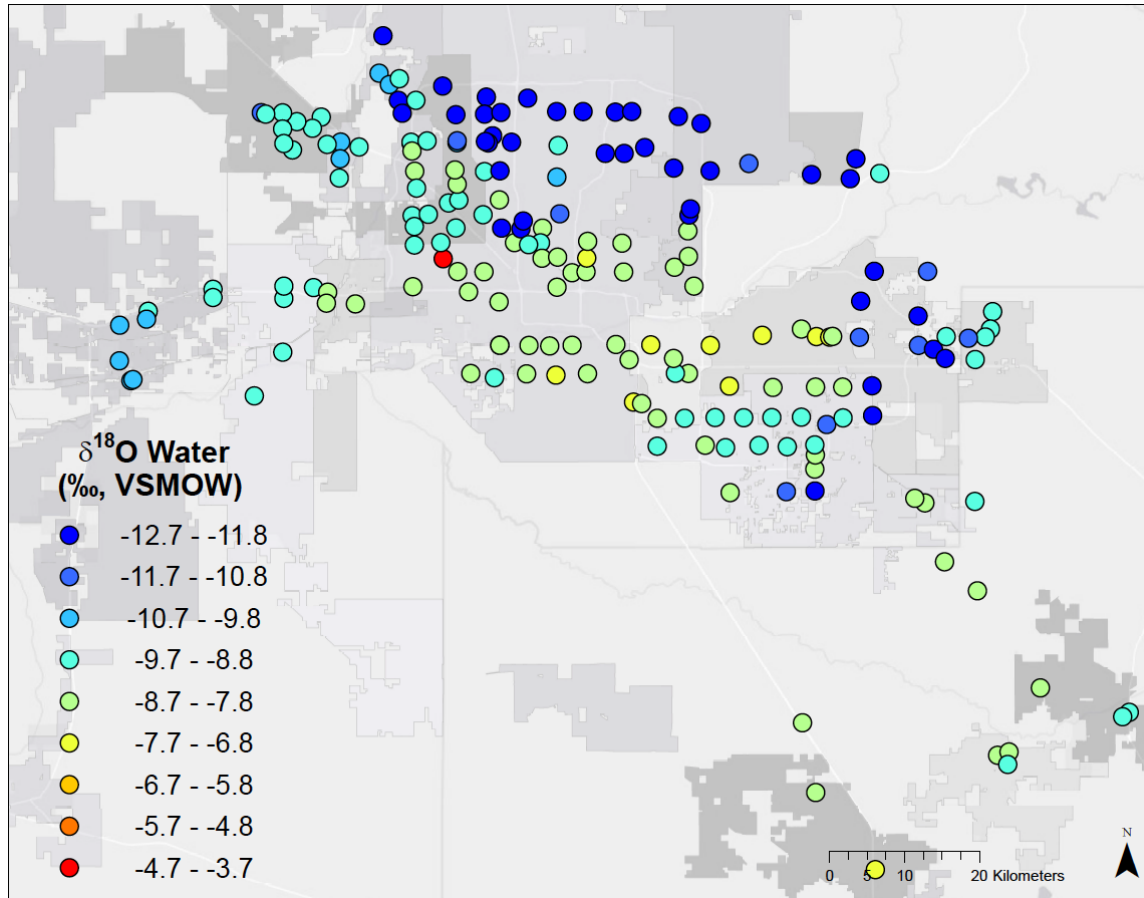 δ¹⁸O Water
(‰, VSMOW)
-12.7 - -11.8
-11.7 - -10.8
-10.7 - -9.8
-9.7 - -8.8
-8.7 - -7.8
-7.7 - -6.8
-6.7 - -5.8
-5.7 - -4.8
-4.7 - -3.7
N
0 5 10 20 Kilometers